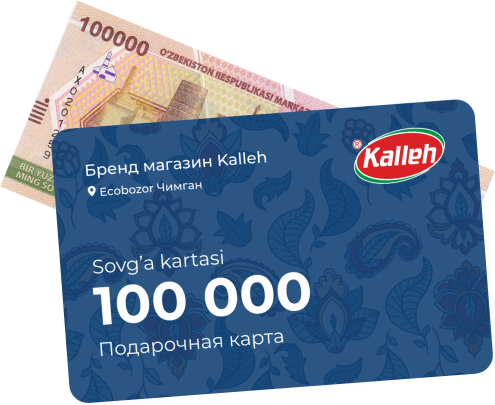 100000
O'ZBEKISTON RESPUBLIKASI MARKA
BIR YUZ
MING SO
Бренд магазин Kalleh
Ecobozor Чимган
® Kalleh
Sovg'a kartasi
100 000
Подарочная карта